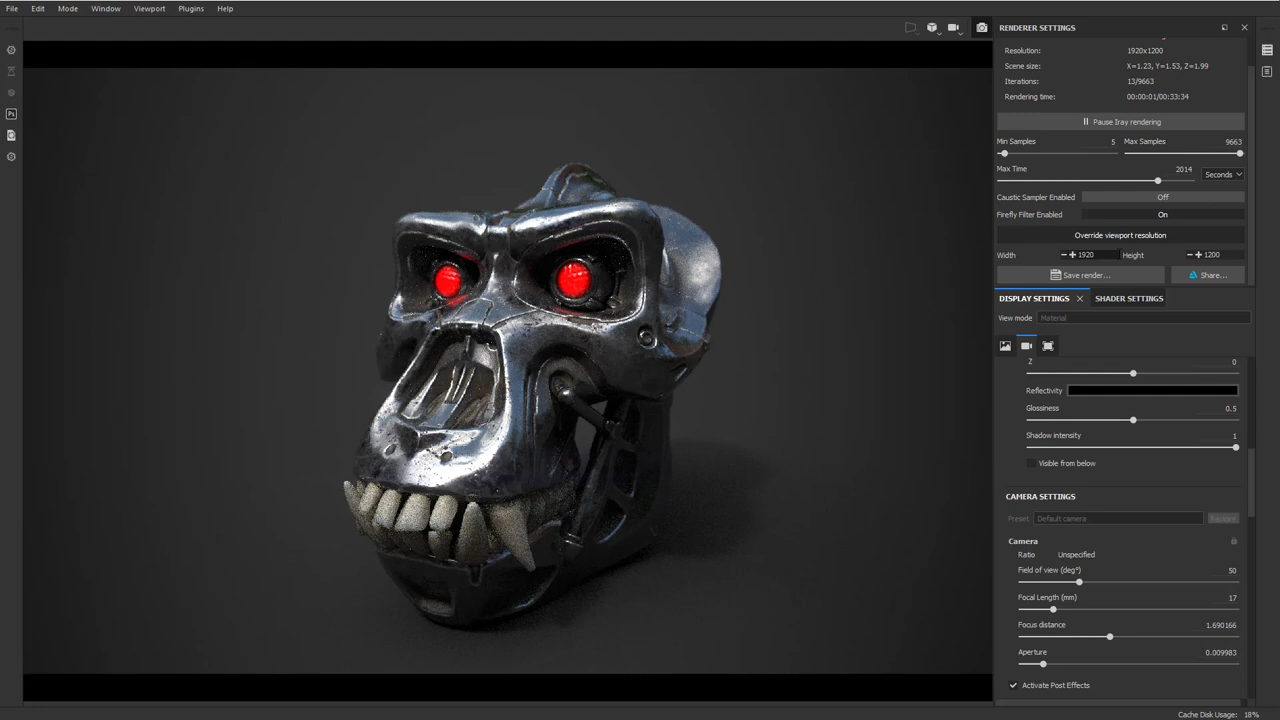 File Edit Mode Window Viewport Plugins Help
Ps
RENDERER SETTINGS
Resolution: 1920x1200
Scene size: X=1.23, Y=1.53, Z=1.99
Iterations: 13/9663
Rendering time: 00:00:01/00:33:34
Pause Iray rendering
Min Samples 5 Max Samples 9663
Max Time 2014 Seconds
Caustic Sampler Enabled Off
Firefly Filter Enabled On
Override viewport resolution
Width 1920 Height 1200
Save render... Share...
DISPLAY SETTINGS SHADER SETTINGS
View mode Material
Z 0
Reflectivity
Glossiness 0.5
Shadow intensity 1
Visible from below
CAMERA SETTINGS
Preset Default camera
Camera
Ratio Unspecified
Field of view (deg°) 50
Focal Length (mm) 17
Focus distance 1.690166
Aperture 0.009983
Activate Post Effects
Cache Disk Usage: 18%